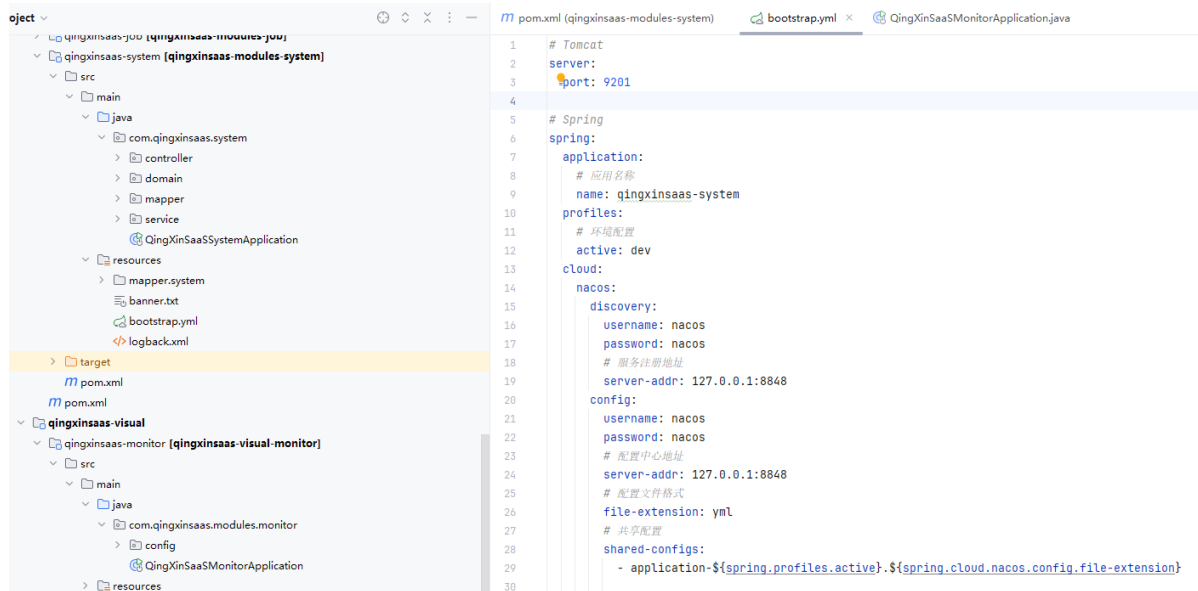 oject
qingxinsaas-job [qingxinsaas-modules-job]
qingxinsaas-system [qingxinsaas-modules-system]
src
main
java
com.qingxinsaas.system
controller
domain
mapper
service
QingXinSaaSSystemApplication
resources
mapper.system
banner.txt
bootstrap.yml
logback.xml
target
pom.xml
pom.xml
qingxinsaas-visual
qingxinsaas-monitor [qingxinsaas-visual-monitor]
src
main
java
com.qingxinsaas.modules.monitor
config
QingXinSaaSMonitorApplication
resources
pom.xml (qingxinsaas-modules-system) bootstrap.yml QingXinSaaSMonitorApplication.java
1 # Tomcat
2 server:
3 port: 9201
4
5 # Spring
6 spring:
7 application:
8 # 应用名称
9 name: qingxinsaas-system
10 profiles:
11 # 环境配置
12 active: dev
13 cloud:
14 nacos:
15 discovery:
16 username: nacos
17 password: nacos
18 # 服务注册地址
19 server-addr: 127.0.0.1:8848
20 config:
21 username: nacos
22 password: nacos
23 # 配置中心地址
24 server-addr: 127.0.0.1:8848
25 # 配置文件格式
26 file-extension: yml
27 # 共享配置
28 shared-configs:
29 - application-${spring.profiles.active}.${spring.cloud.nacos.config.file-extension}
30